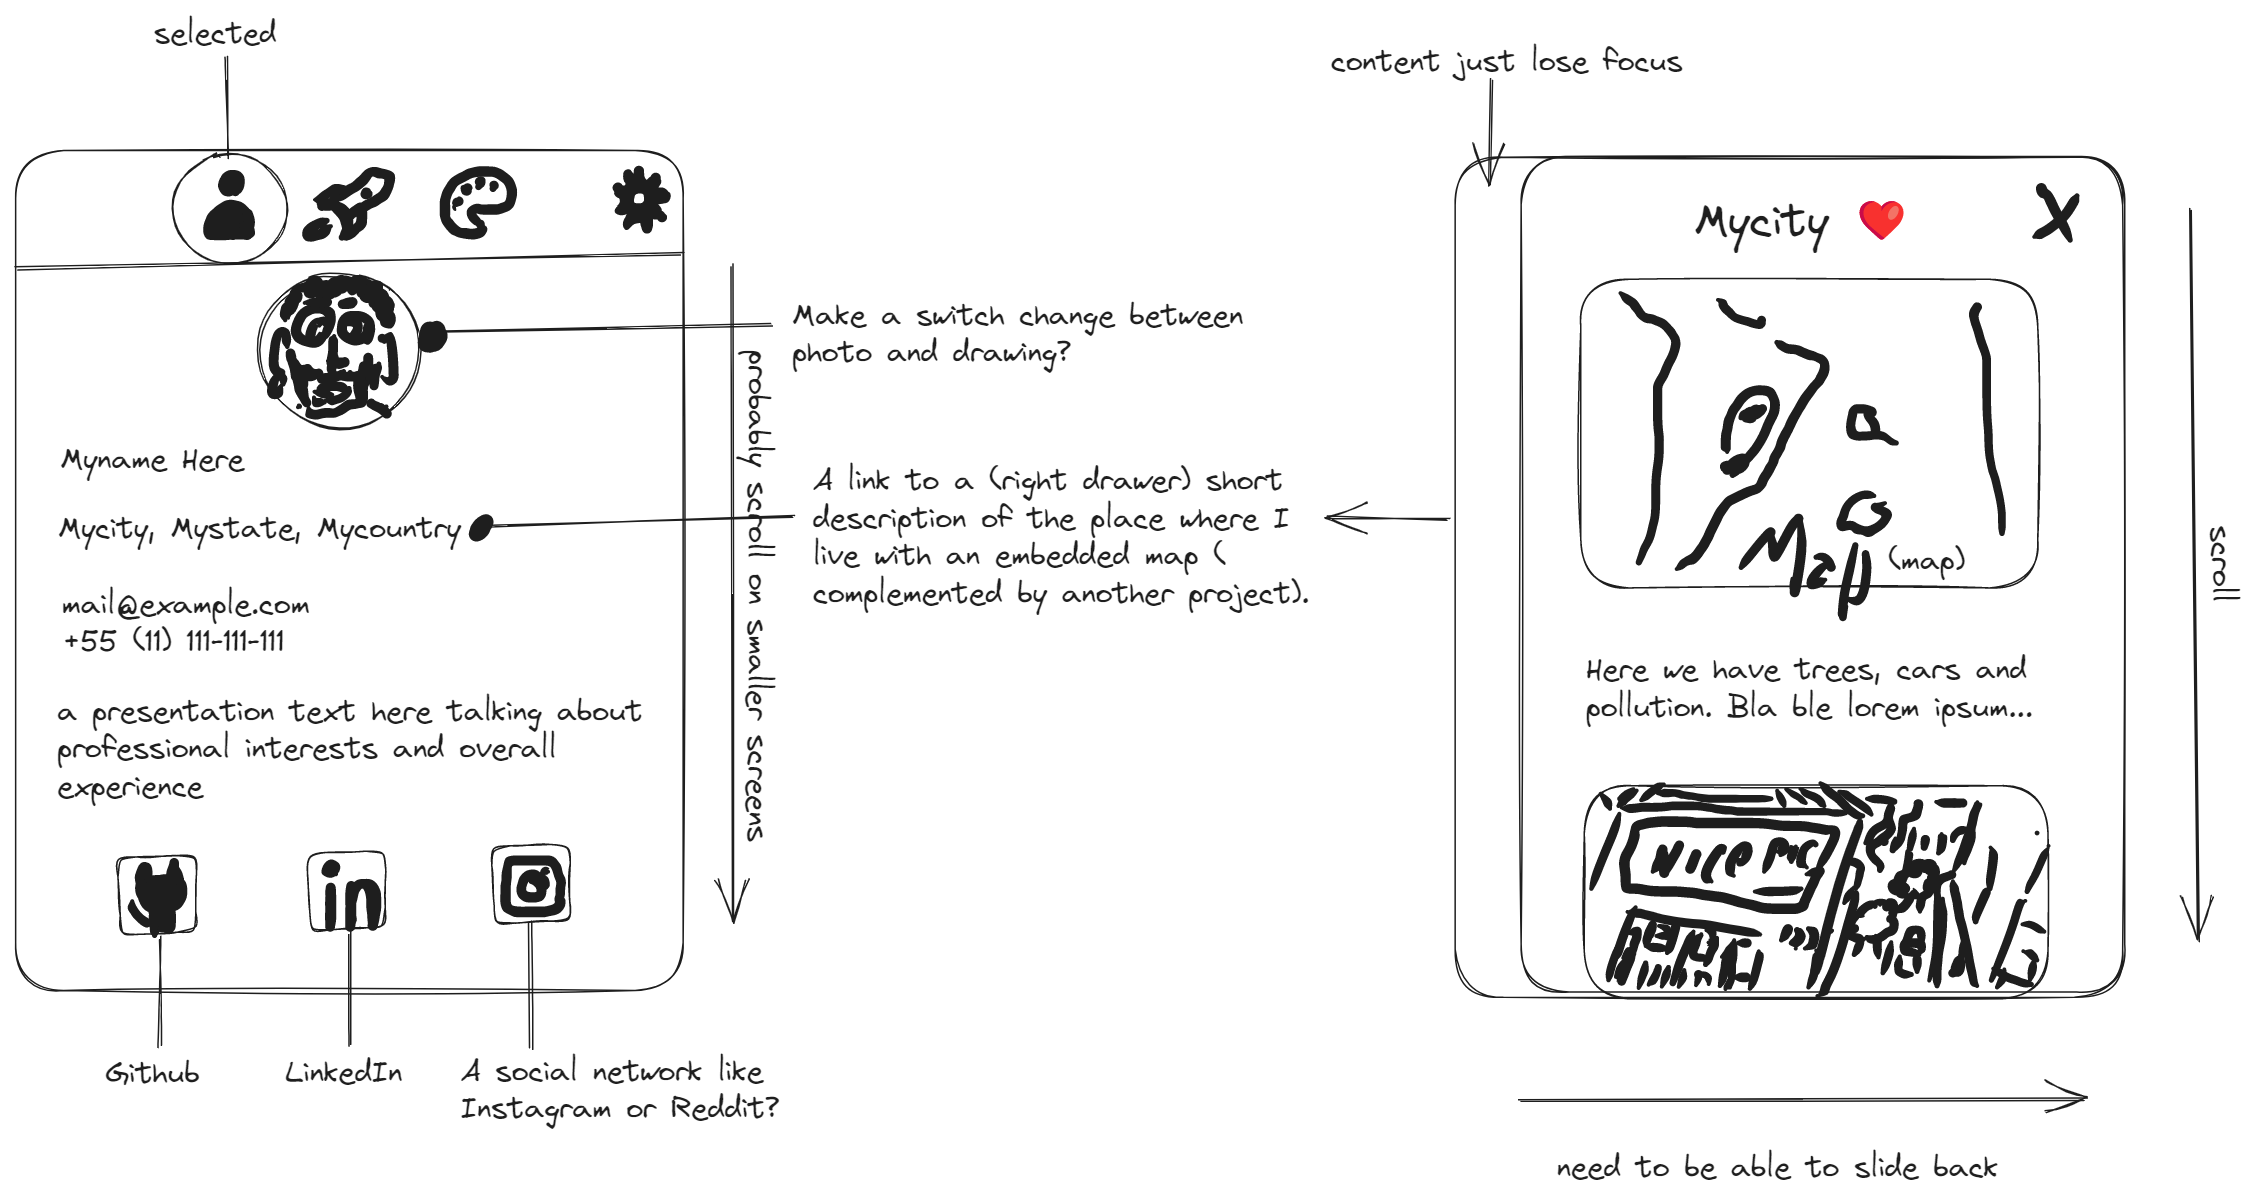 selected
content just lose focus
Mycity ❤️ X
Make a switch change between
photo and drawing?
probably scroll on smaller screens
Myname Here
Mycity, Mystate, Mycountry
A link to a (right drawer) short
description of the place where I
live with an embedded map (
complemented by another project).
Map
(map)
scroll
mail@example.com
+55 (11) 111-111-111
Here we have trees, cars and
pollution. Bla ble lorem ipsum...
a presentation text here talking about
professional interests and overall
experience
NICE PIC
in
Github
LinkedIn
A social network like
Instagram or Reddit?
need to be able to slide back